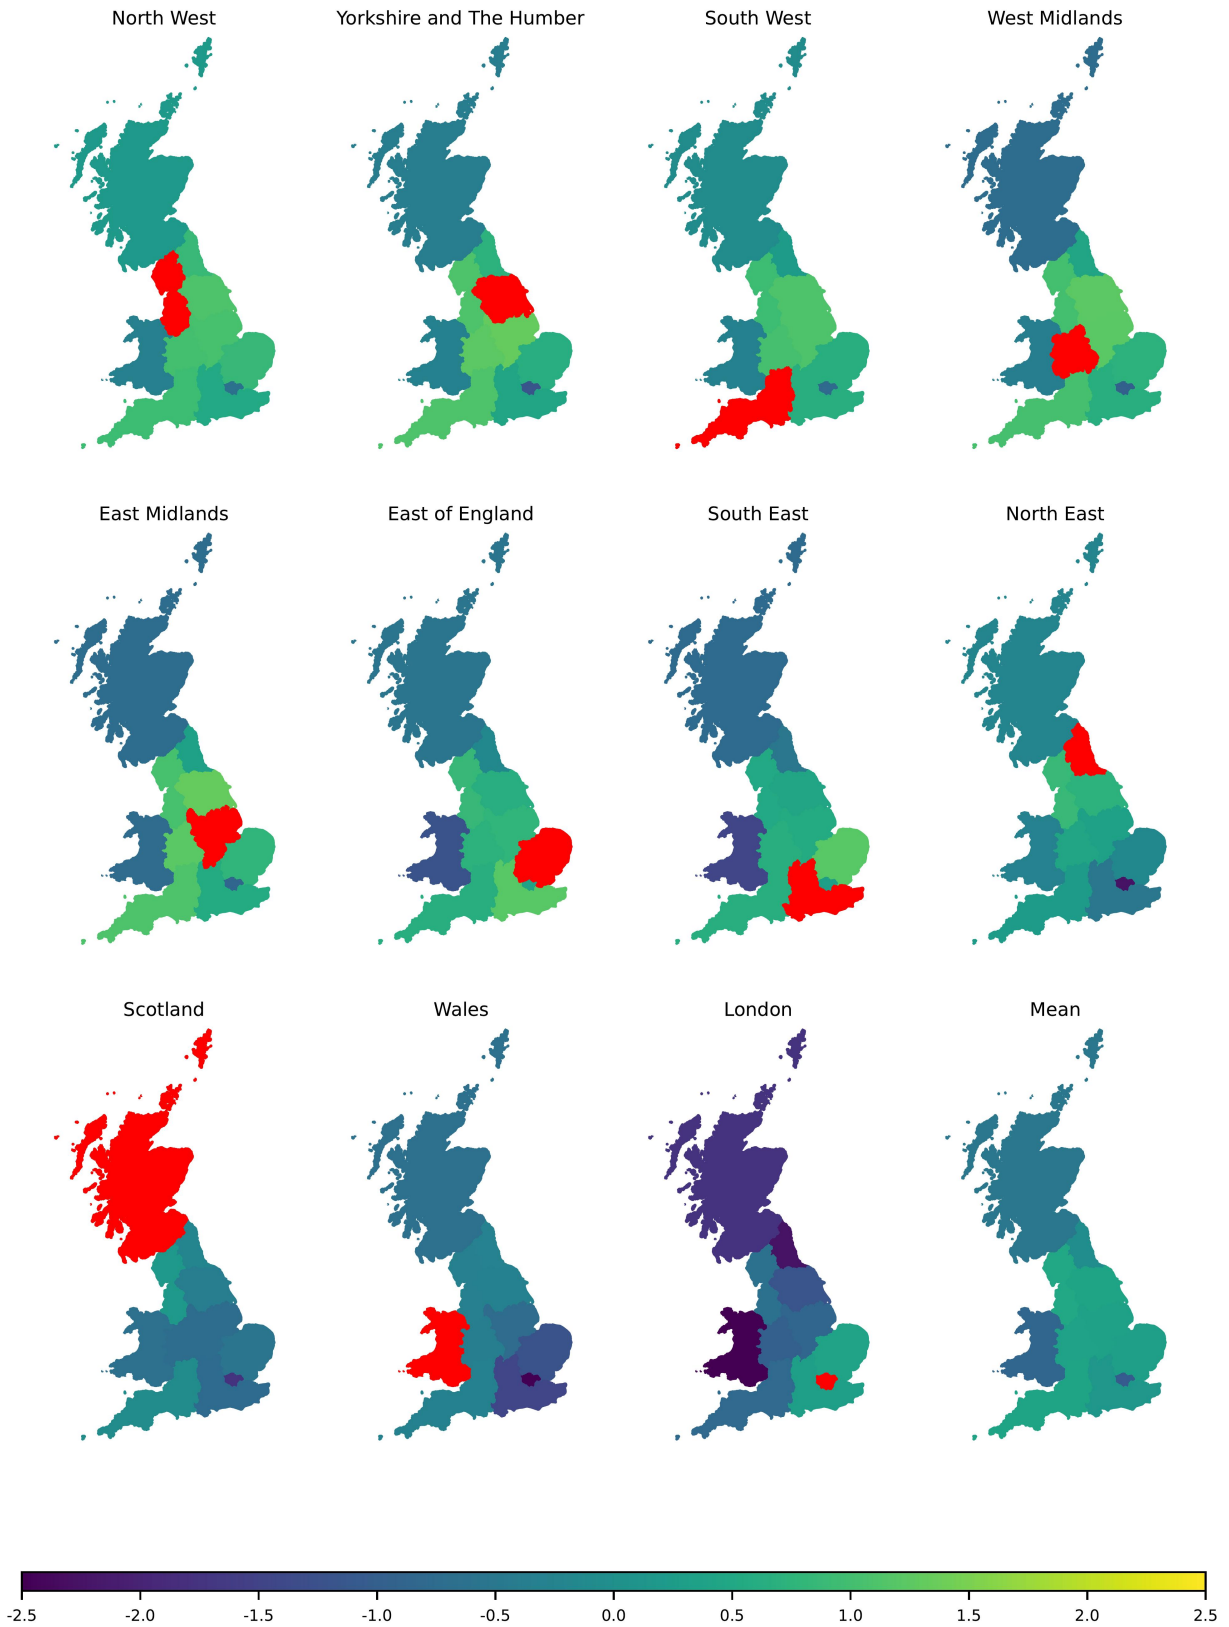 North West
Yorkshire and The Humber
South West
West Midlands
East Midlands
East of England
South East
North East
Scotland
Wales
London
Mean
-2.5 -2.0 -1.5 -1.0 -0.5 0.0 0.5 1.0 1.5 2.0 2.5